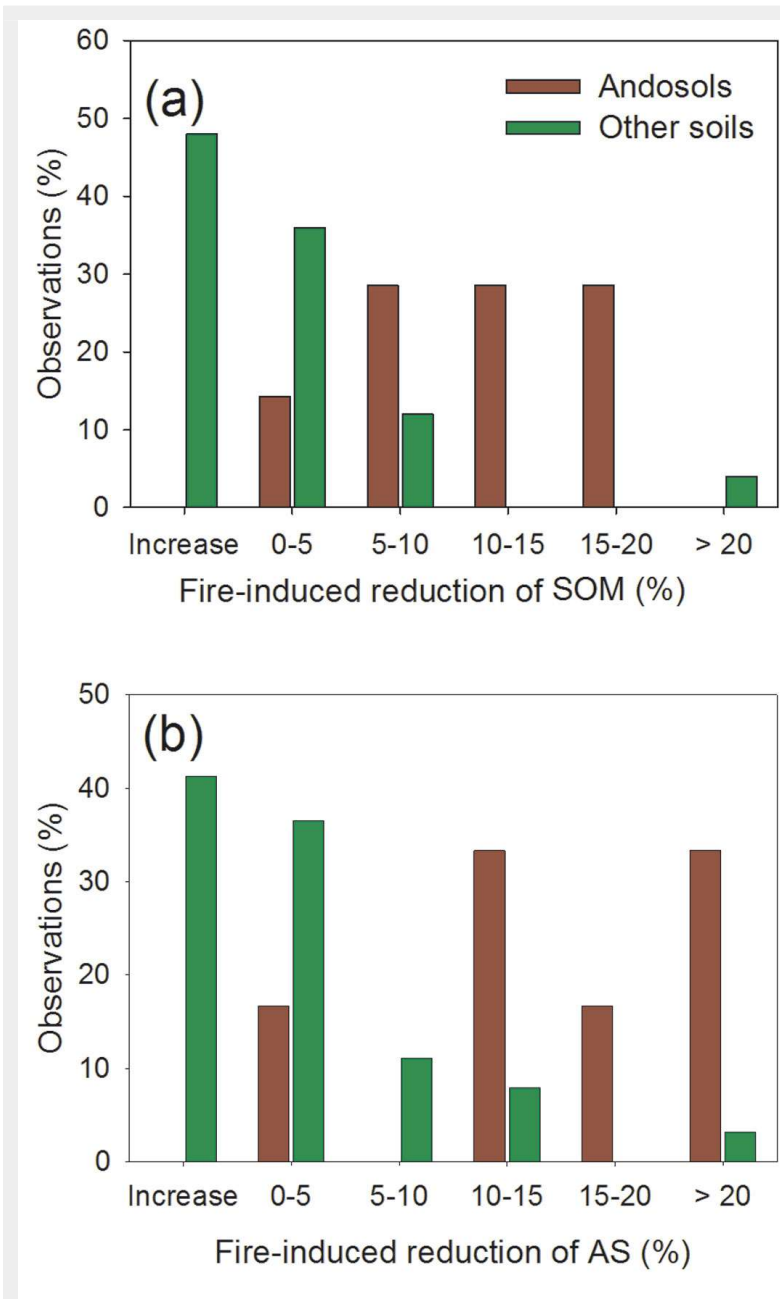 60
50
40
30
20
10
0
Observations (%)
(a)
Andosols
Other soils
Increase 0-5 5-10 10-15 15-20 > 20
Fire-induced reduction of SOM (%)
50
40
30
20
10
0
Observations (%)
(b)
Increase 0-5 5-10 10-15 15-20 > 20
Fire-induced reduction of AS (%)